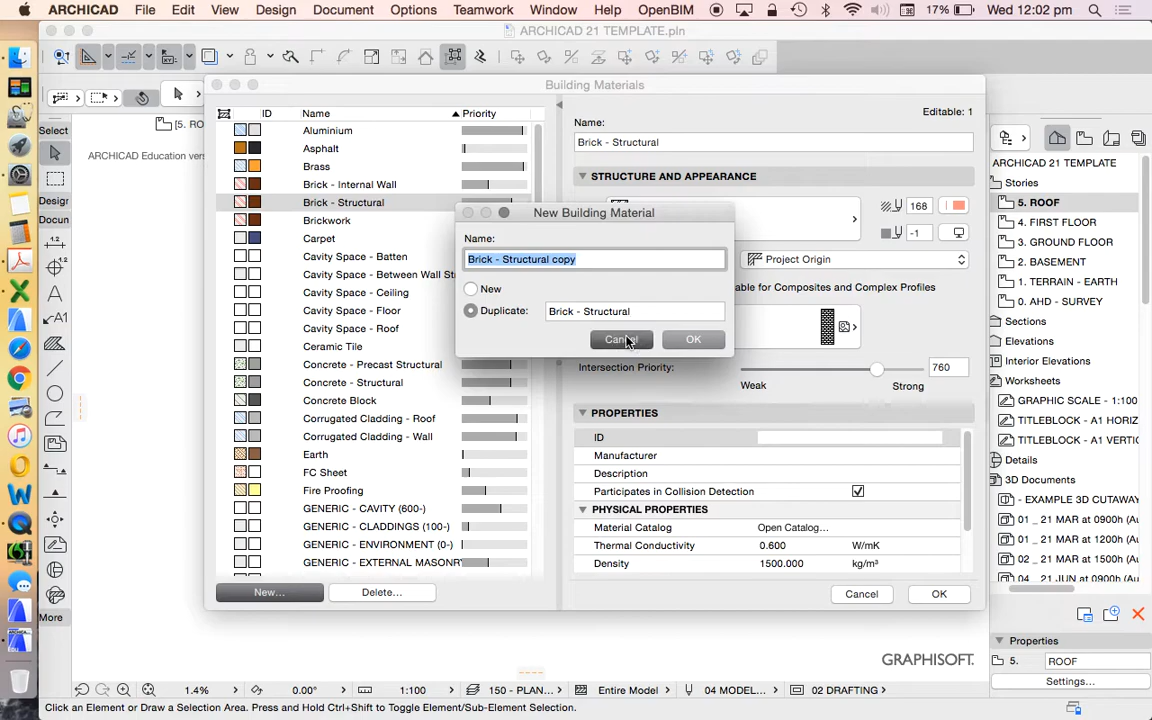 ARCHICAD File Edit View Design Document Options Teamwork Window Help OpenBIM 17% Wed 12:02 pm
ARCHICAD 21 TEMPLATE.pln
Building Materials
ID Name Priority
Editable: 1
Name:
Brick - Structural
Select
[5. RO
ARCHICAD Education vers
Design
Docun
More
Aluminium
Asphalt
Brass
Brick - Internal Wall
Brick - Structural
Brickwork
Carpet
Cavity Space - Batten
Cavity Space - Between Wall St
Cavity Space - Ceiling
Cavity Space - Floor
Cavity Space - Roof
Ceramic Tile
Concrete - Precast Structural
Concrete - Structural
Concrete Block
Corrugated Cladding - Roof
Corrugated Cladding - Wall
Earth
FC Sheet
Fire Proofing
GENERIC - CAVITY (600-)
GENERIC - CLADDINGS (100-)
GENERIC - ENVIRONMENT (0-)
GENERIC - EXTERNAL MASONR
New... Delete...
New Building Material
Name:
Brick - Structural copy
New
Duplicate: Brick - Structural
Cancel OK
STRUCTURE AND APPEARANCE
168
-1
Project Origin
able for Composites and Complex Profiles
Intersection Priority: 760
Weak Strong
PROPERTIES
ID
Manufacturer
Description
Participates in Collision Detection
PHYSICAL PROPERTIES
Material Catalog Open Catalog...
Thermal Conductivity 0.600 W/mK
Density 1500.000 kg/m³
Cancel OK
ARCHICAD 21 TEMPLATE
Stories
5. ROOF
4. FIRST FLOOR
3. GROUND FLOOR
2. BASEMENT
1. TERRAIN - EARTH
0. AHD - SURVEY
Sections
Elevations
Interior Elevations
Worksheets
GRAPHIC SCALE - 1:100
TITLEBLOCK - A1 HORIZ
TITLEBLOCK - A1 VERTIC
Details
3D Documents
- EXAMPLE 3D CUTAWAY
01 _ 21 MAR at 0900h (Au
01 _ 21 MAR at 1200h (Au
02 _ 21 MAR at 1500h (Au
04 _ 21 JUN at 0900h (Au
Properties
5. ROOF
Settings...
GRAPHISOFT.
1.4% 0.00° 1:100 150 - PLAN... Entire Model 04 MODEL... 02 DRAFTING
Click an Element or Draw a Selection Area. Press and Hold Ctrl+Shift to Toggle Element/Sub-Element Selection.